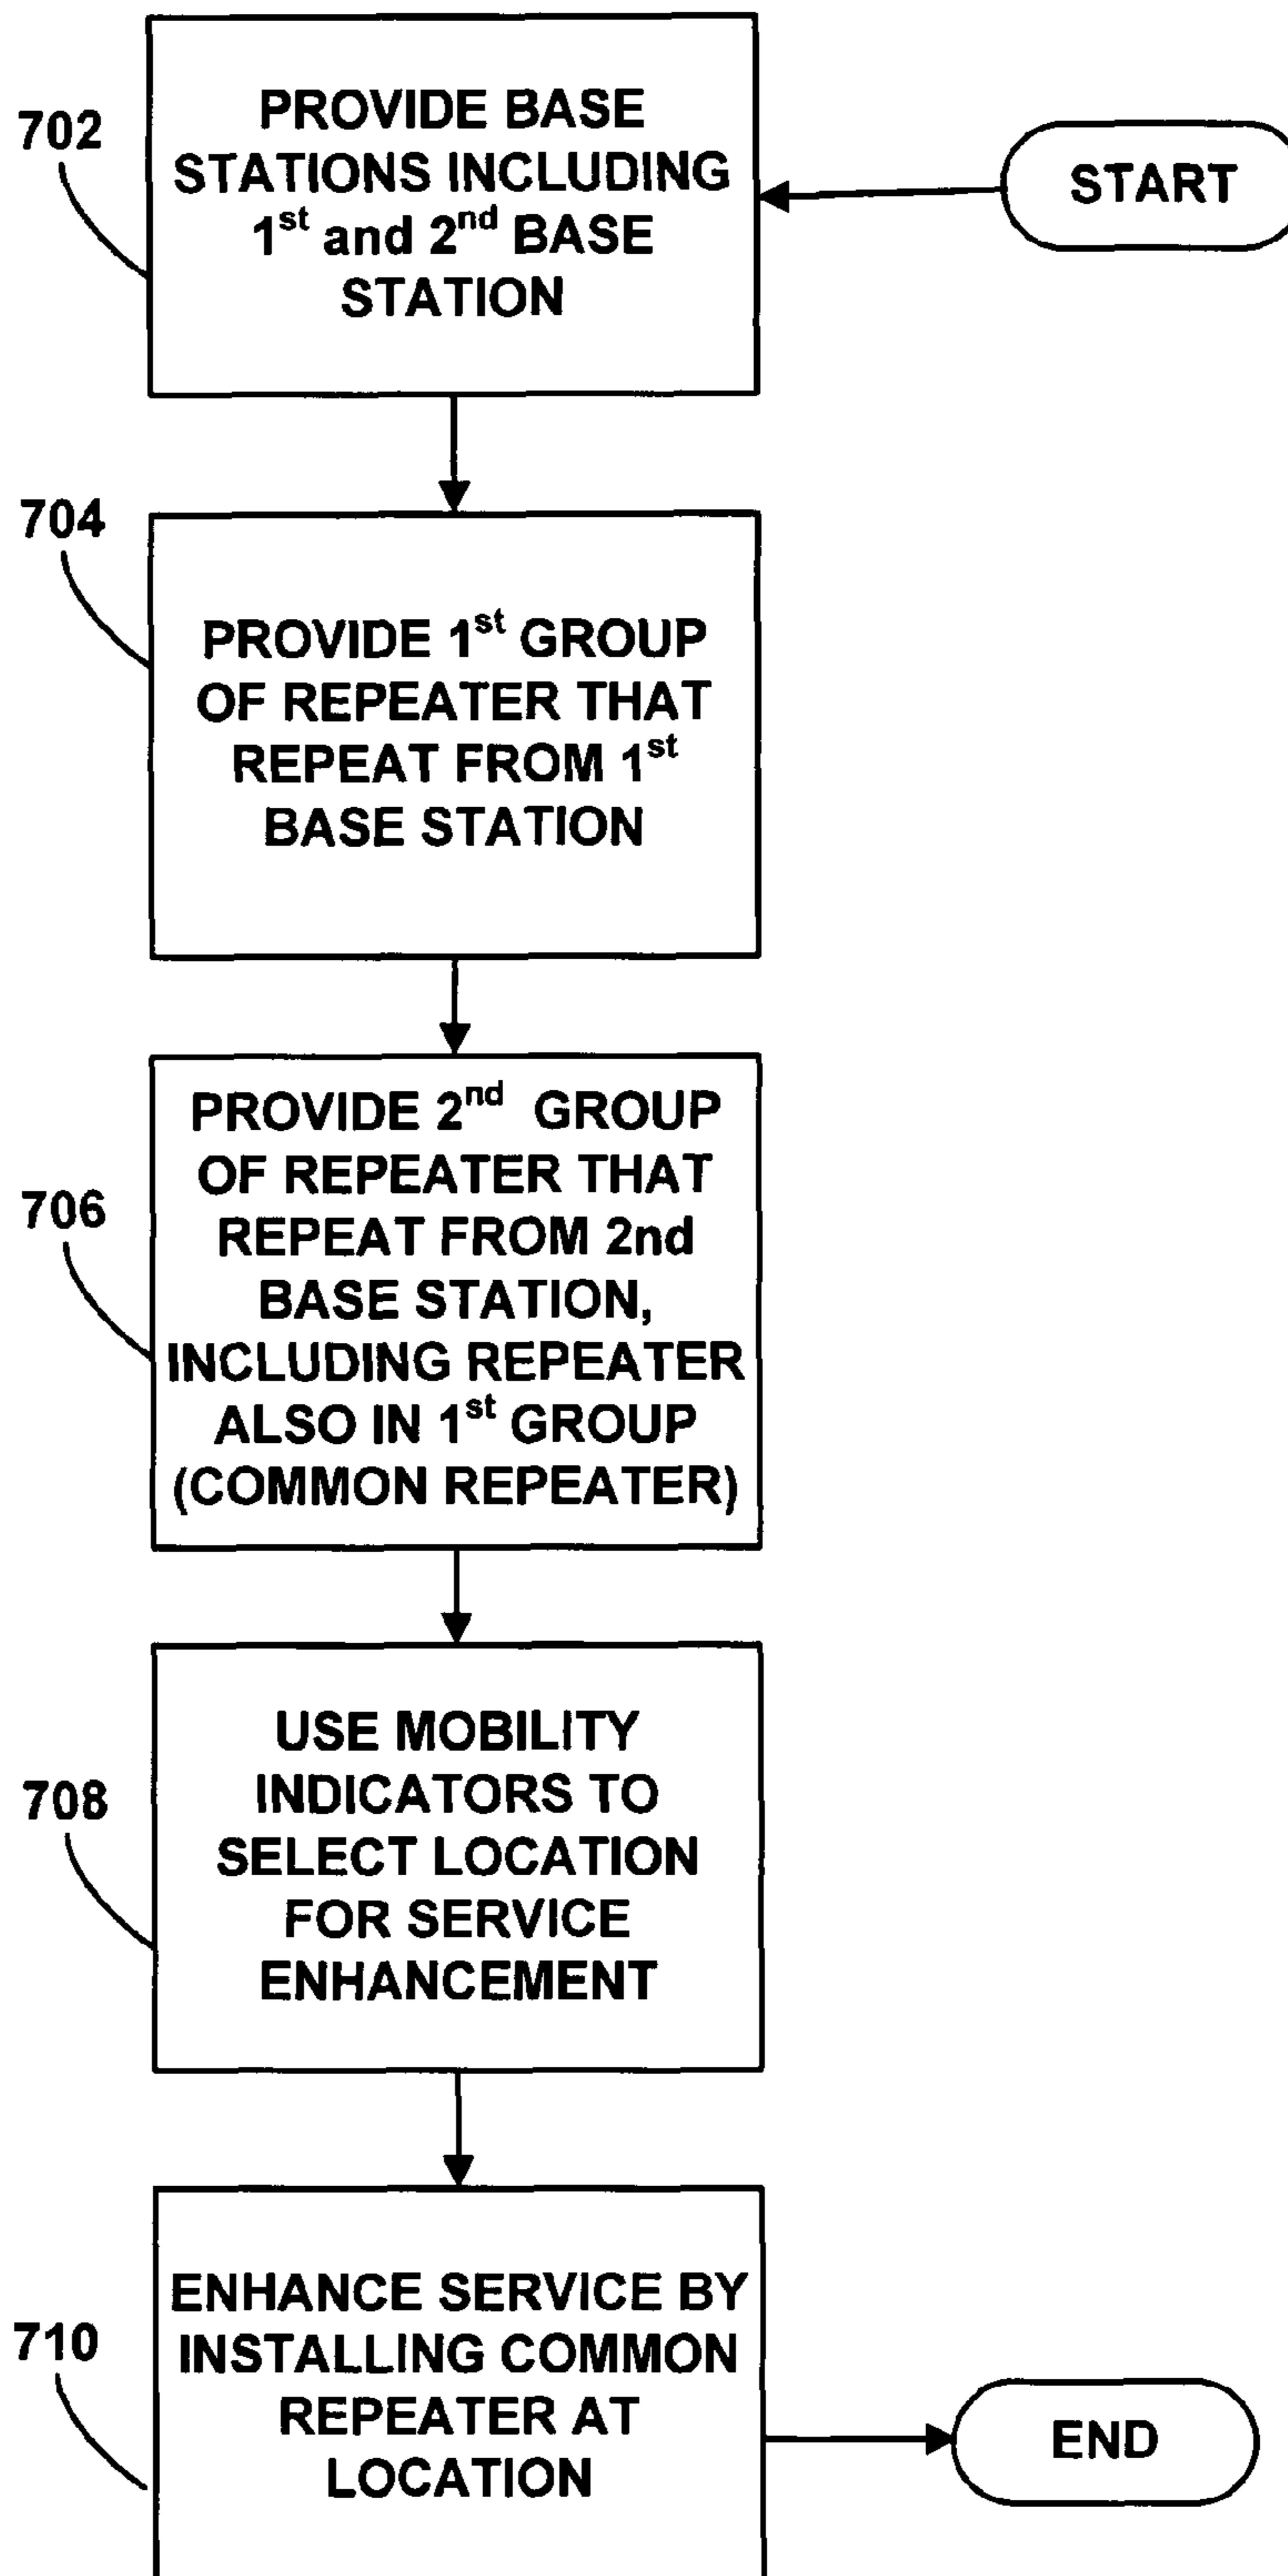 START
702
PROVIDE BASE
STATIONS INCLUDING
1st and 2nd BASE
STATION
704
PROVIDE 1st GROUP
OF REPEATER THAT
REPEAT FROM 1st
BASE STATION
706
PROVIDE 2nd GROUP
OF REPEATER THAT
REPEAT FROM 2nd
BASE STATION,
INCLUDING REPEATER
ALSO IN 1st GROUP
(COMMON REPEATER)
708
USE MOBILITY
INDICATORS TO
SELECT LOCATION
FOR SERVICE
ENHANCEMENT
710
ENHANCE SERVICE BY
INSTALLING COMMON
REPEATER AT
LOCATION
END